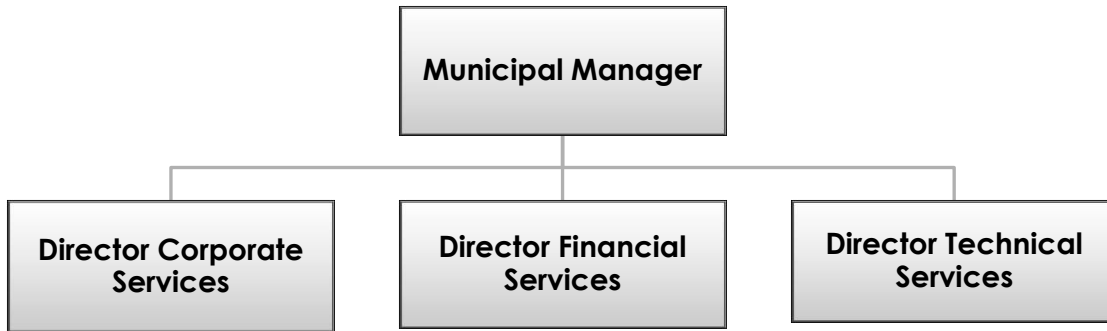 Municipal Manager
Director Corporate
Services
Director Financial
Services
Director Technical
Services